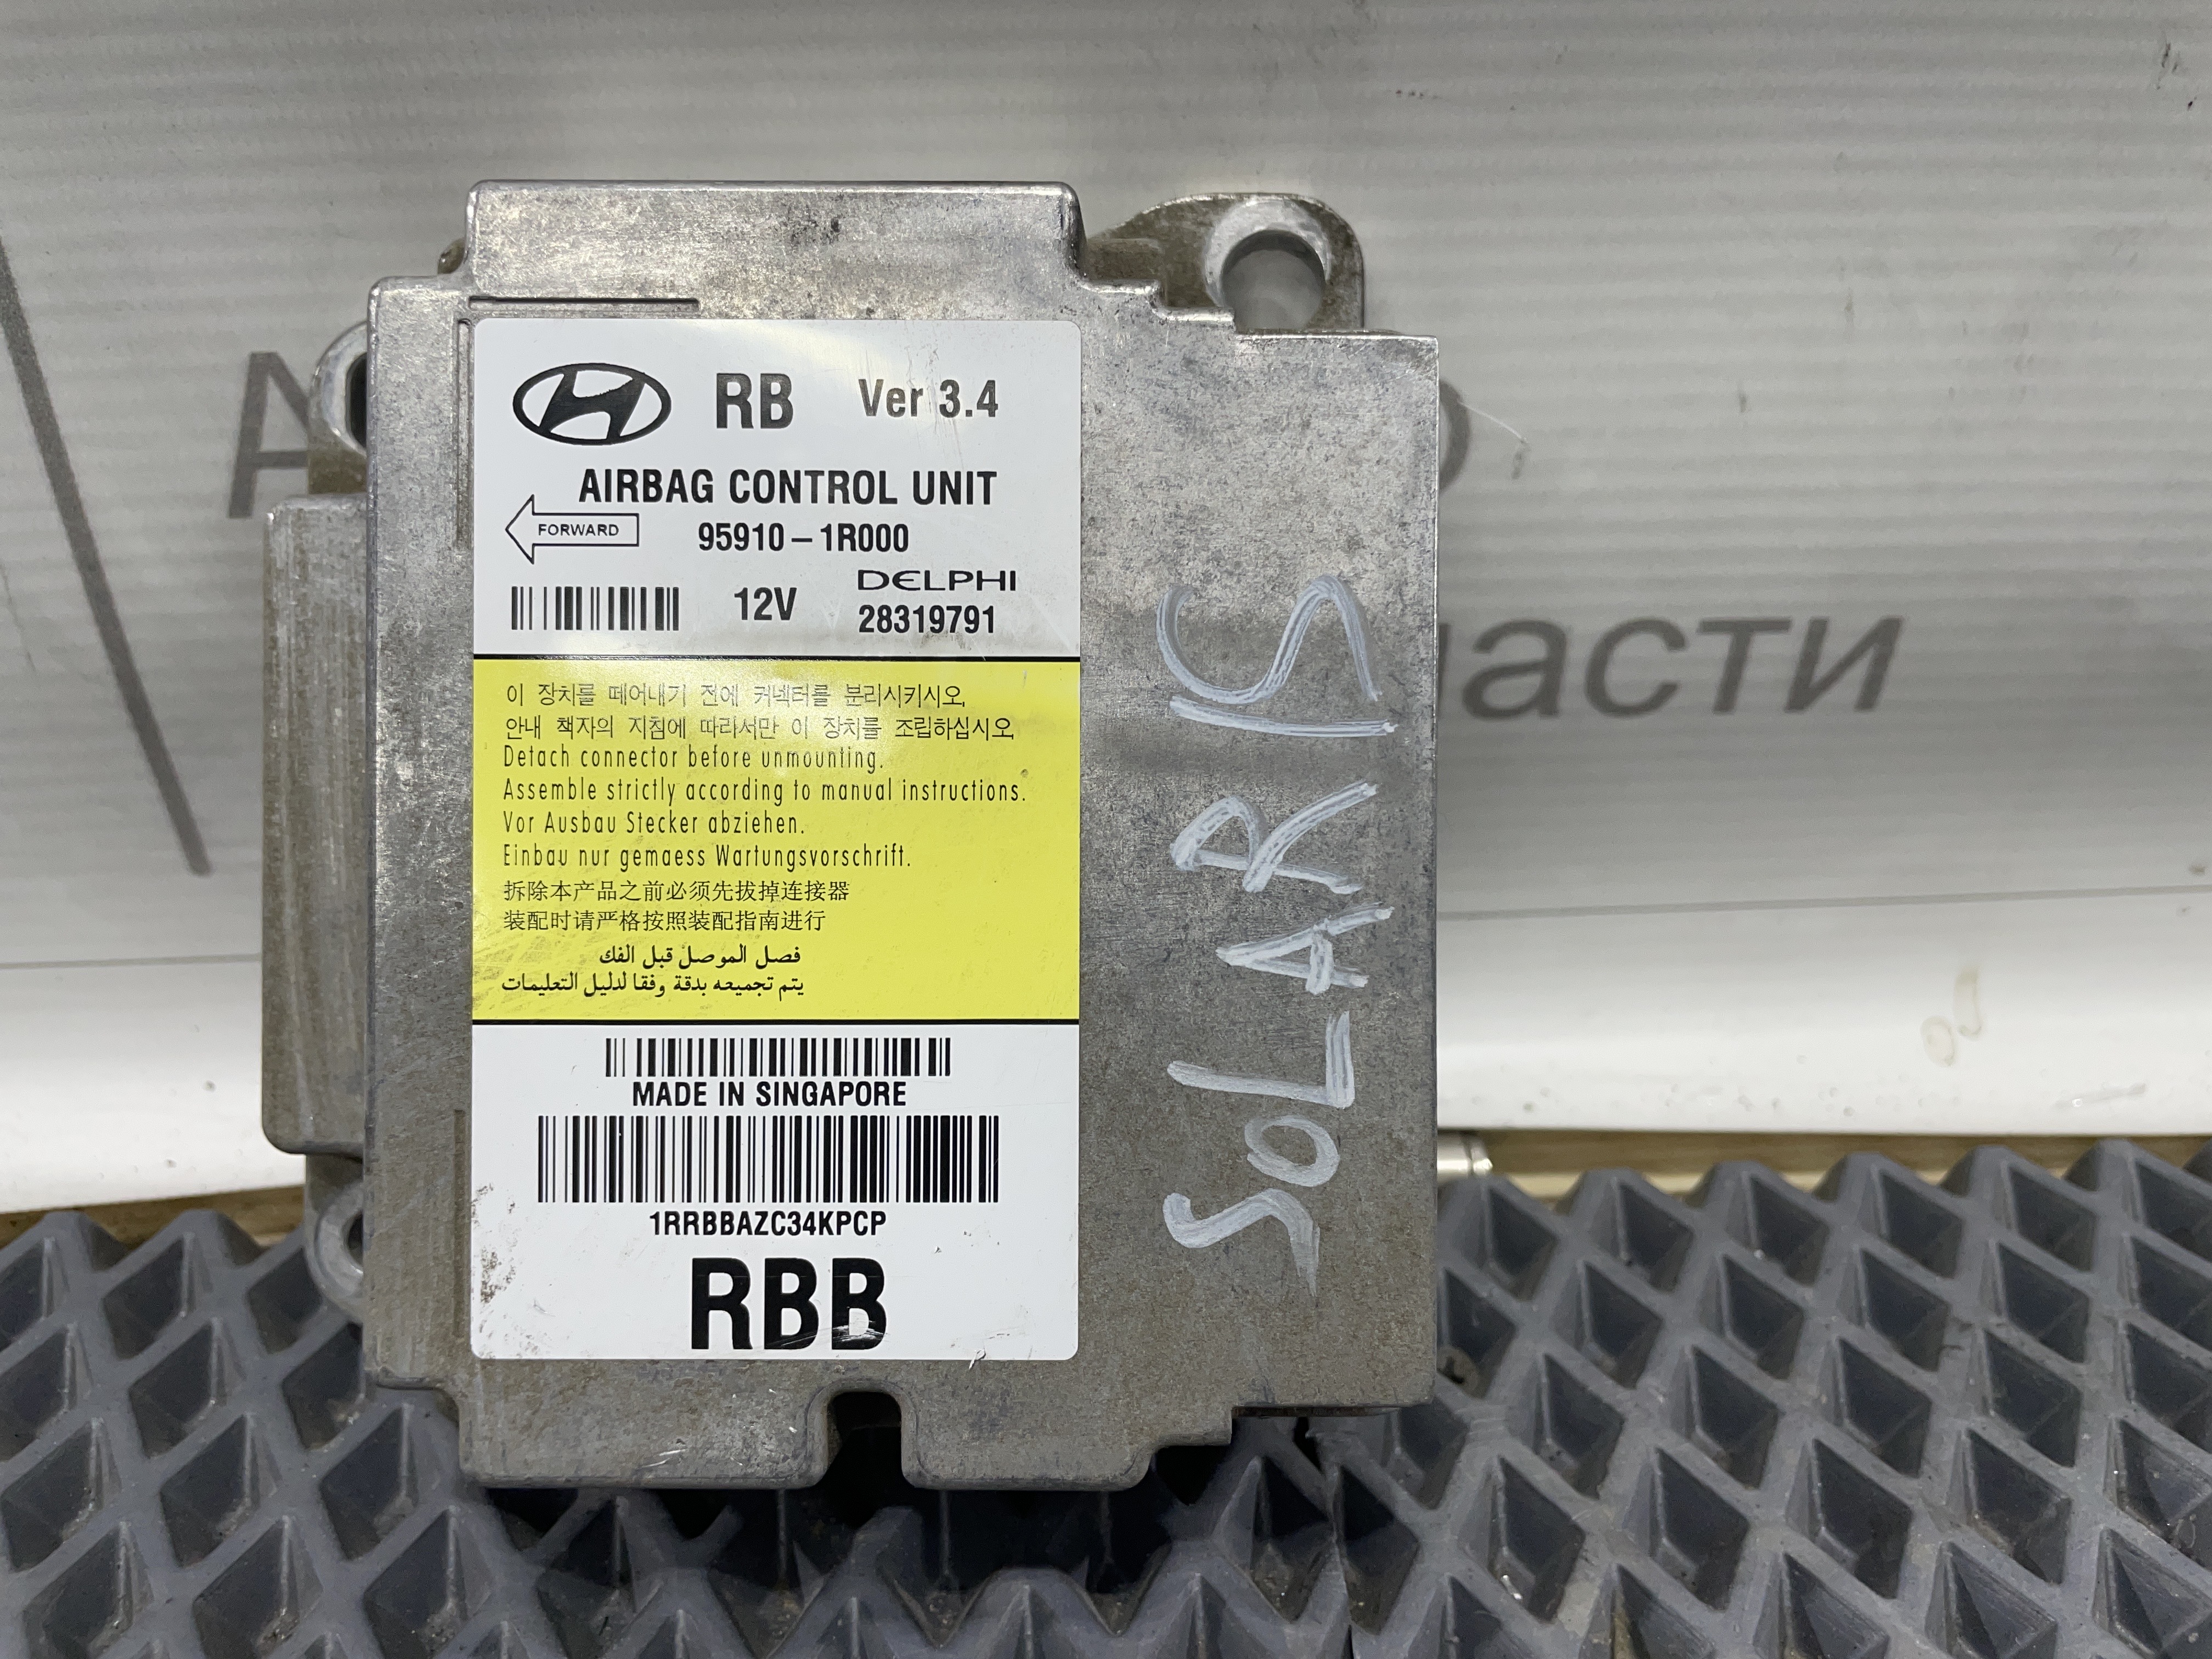 RB Ver 3.4
AIRBAG CONTROL UNIT
FORWARD
95910-1R000
12V
DELPHI
28319791
이 장치를 떼어내기 전에 커넥터를 분리시키시오.
안내 책자의 지침에 따라서만 이 장치를 조립하십시오.
Detach connector before unmounting.
Assemble strictly according to manual instructions.
Vor Ausbau Stecker abziehen.
Einbau nur gemaess Wartungsvorschrift.
拆除本产品之前必须先拔掉连接器
装配时请严格按照装配指南进行
فصل الموصل قبل الفك
يتم تجميعه بدقة وفقا لدليل التعليمات
MADE IN SINGAPORE
1RRBBAZC34KPCP
RBB
SOLARIS
асти